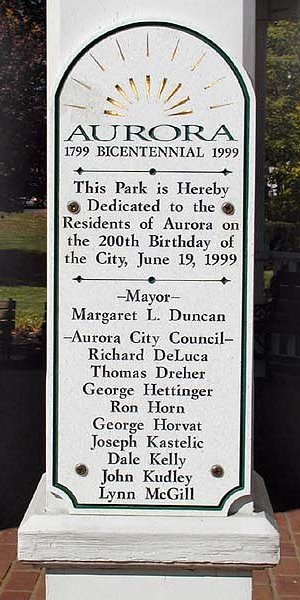 AURORA
1799 BICENTENNIAL 1999
This Park is Hereby
Dedicated to the
Residents of Aurora on
the 200th Birthday of
the City, June 19, 1999
–Mayor–
Margaret L. Duncan
–Aurora City Council–
Richard DeLuca
Thomas Dreher
George Hettinger
Ron Horn
George Horvat
Joseph Kastelic
Dale Kelly
John Kudley
Lynn McGill